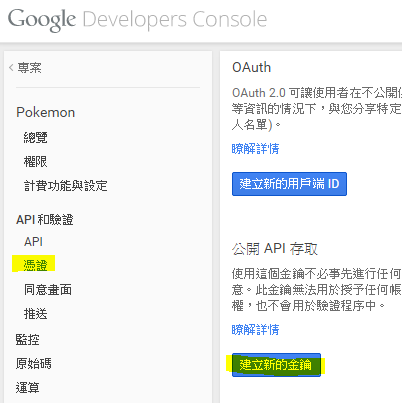 Google Developers Console
< 專案
Pokemon
總覽
權限
計費功能與設定
API 和驗證
API
憑證
同意畫面
推送
監控
原始碼
運算
OAuth
OAuth 2.0 可讓使用者在不公開
等資訊的情況下，與您分享特定
人名單)。
瞭解詳情
建立新的用戶端 ID
公開 API 存取
使用這個金鑰不必事先進行任何
意。此金鑰無法用於授予任何帳
權，也不會用於驗證程序中。
瞭解詳情
建立新的金鑰